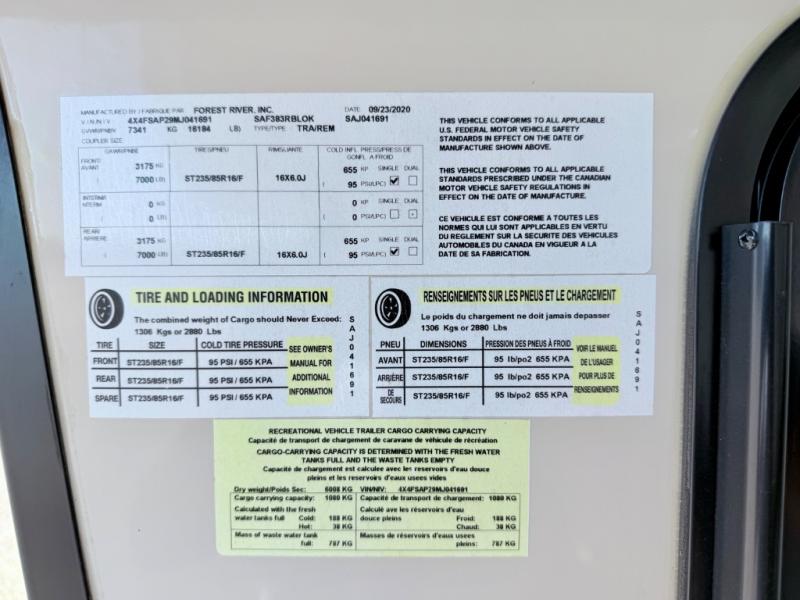 MANUFACTURED BY / FABRIQUE PAR: FOREST RIVER, INC. DATE 09/23/2020
V.I.N/N.I.V : 4X4FSAP29MJ041691 SAF383RBLOK SAJ041691
GVWR/PNBV 7341 KG 16184 LB) TYPE/TYPE : TRA/REM
COUPLER SIZE
GAWR/PNBE TIRES/PNEU RIMS/JANTE COLD INFL PRESS/PRESS DE
GONFL A FROID
FRONT/
AVANT 3175 KG
7000 LB) ST235/85R16/F 16X6.0J
655 KP SINGLE DUAL
( 95 PSI/LPC)
INTERM/
INTERM 0 KG
( 0 LB)
0 KP SINGLE DUAL
( 0 PSI/LPC)
REAR/
ARRIERE 3175 KG
( 7000 LB) ST235/85R16/F 16X6.0J
655 KP SINGLE DUAL
( 95 PSI/LPC)
THIS VEHICLE CONFORMS TO ALL APPLICABLE
U.S. FEDERAL MOTOR VEHICLE SAFETY
STANDARDS IN EFFECT ON THE DATE OF
MANUFACTURE SHOWN ABOVE.
THIS VEHICLE CONFORMS TO ALL APPLICABLE
STANDARDS PRESCRIBED UNDER THE CANADIAN
MOTOR VEHICLE SAFETY REGULATIONS IN
EFFECT ON THE DATE OF MANUFACTURE.
CE VEHICULE EST CONFORME A TOUTES LES
NORMES QUI LUI SONT APPLICABLES EN VERTU
DU REGLEMENT SUR LA SECURITE DES VEHICULES
AUTOMOBILES DU CANADA EN VIGUEUR A LA
DATE DE SA FABRICATION.
TIRE AND LOADING INFORMATION
The combined weight of Cargo should Never Exceed:
1306 Kgs or 2880 Lbs
TIRE SIZE COLD TIRE PRESSURE
FRONT ST235/85R16/F 95 PSI / 655 KPA
REAR ST235/85R16/F 95 PSI / 655 KPA
SPARE ST235/85R16/F 95 PSI / 655 KPA
SEE OWNER'S
MANUAL FOR
ADDITIONAL
INFORMATION
SAJ041691
RENSEIGNEMENTS SUR LES PNEUS ET LE CHARGEMENT
Le poids du chargement ne doit jamais depasser
1306 Kgs or 2880 Lbs
PNEU DIMENSIONS PRESSION DES PNEUS À FROID
AVANT ST235/85R16/F 95 lb/po2 655 KPA
ARRIÈRE ST235/85R16/F 95 lb/po2 655 KPA
DE
SECOURS ST235/85R16/F 95 lb/po2 655 KPA
VOIR LE MANUEL
DE L'USAGER
POUR PLUS DE
RENSEIGNEMENTS
SAJ041691
RECREATIONAL VEHICLE TRAILER CARGO CARRYING CAPACITY
Capacité de transport de chargement de caravane de véhicule de récréation
CARGO-CARRYING CAPACITY IS DETERMINED WITH THE FRESH WATER
TANKS FULL AND THE WASTE TANKS EMPTY
Capacité de chargement est calculee avec les reservoirs d'eau douce
pleins et les reservoirs d'eaux usees vides
Dry weight/Poids Sec: 6008 KG VIN/NIV: 4X4FSAP29MJ041691
Cargo carrying capacity: 1080 KG Capacité de transport de chargement: 1080 KG
Calculated with the fresh Calculé ave les réservoirs d'eau
water tanks full Cold: 188 KG douce pleins Froid: 188 KG
Hot: 38 KG Chaud: 38 KG
Mass of waste water tank Masses de réservoirs d'eaux usées
full: 787 KG pleins: 787 KG